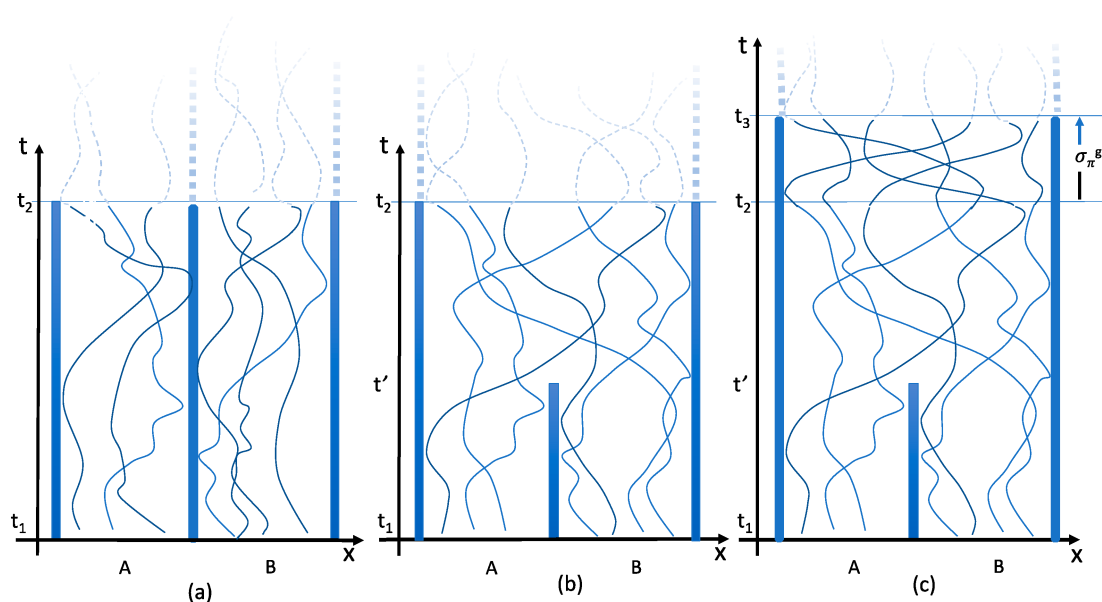 t
t₂
t₁
x
A
B
(a)
t
t₂
t’
t₁
x
A
B
(b)
t
t₃
t₂
t’
t₁
x
A
B
(c)
σπᵍ